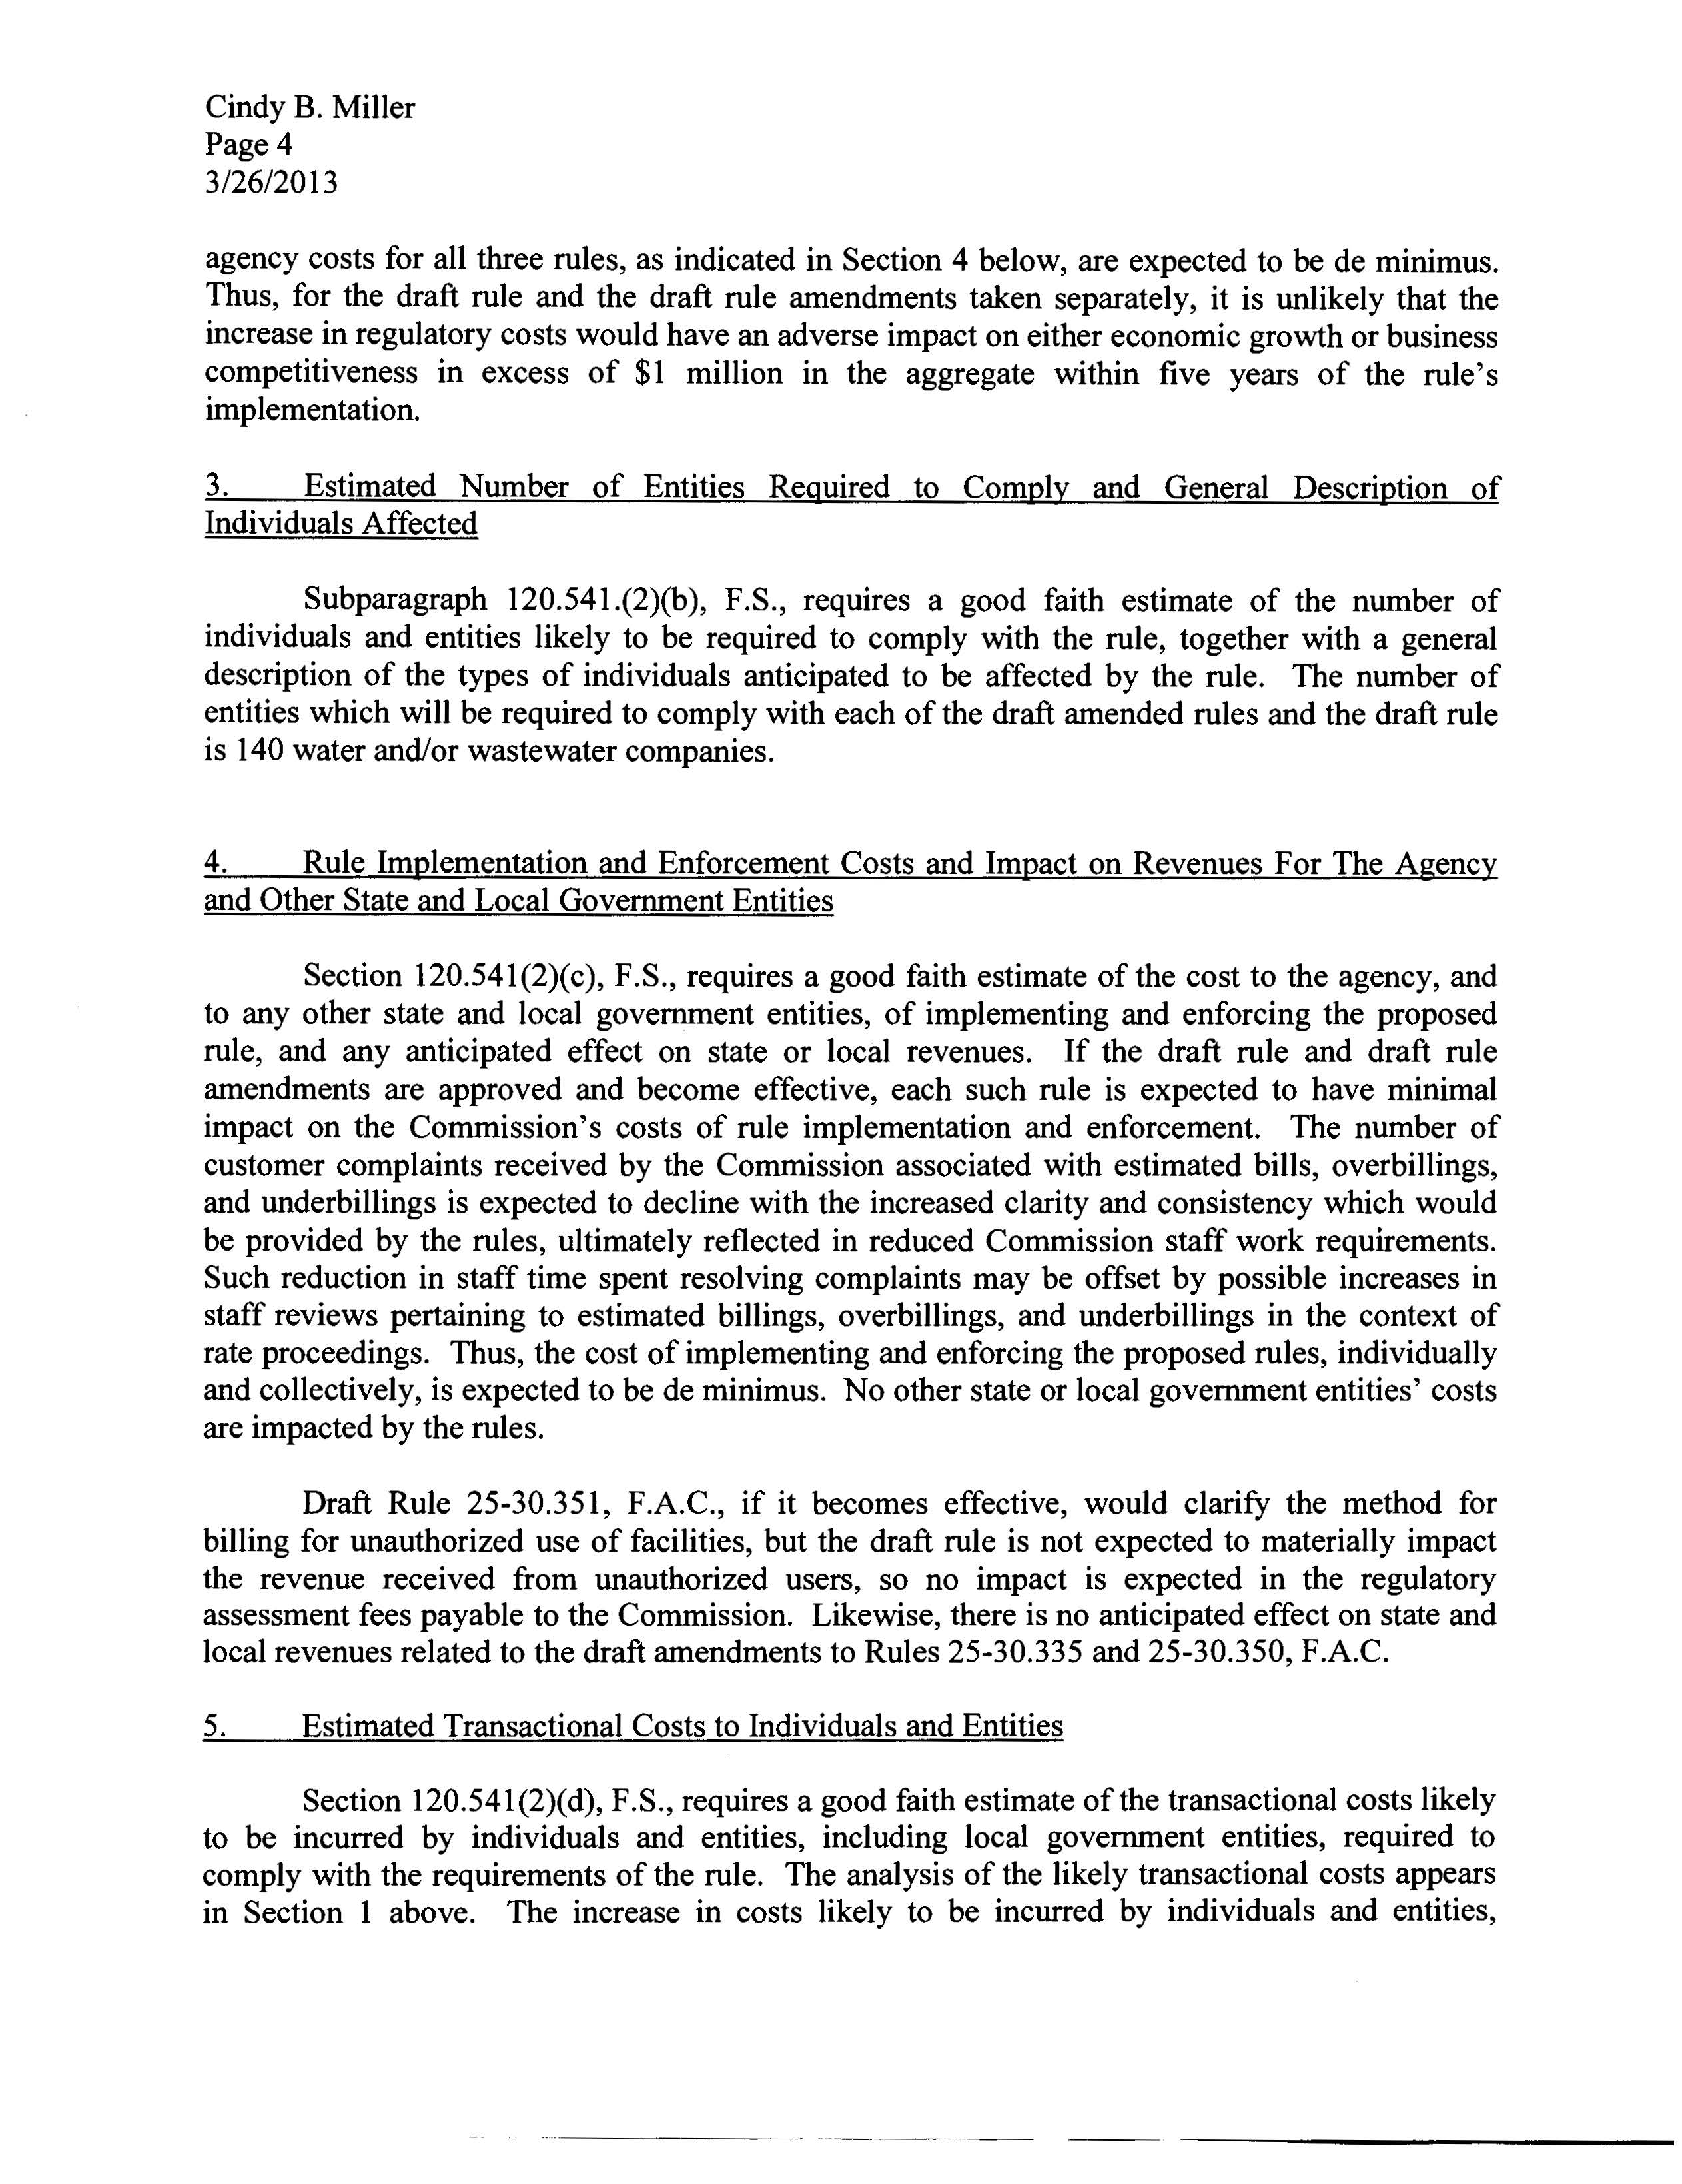 Cindy B. Miller
Page 4
3/26/2013
agency costs for all three rules, as indicated in Section 4 below, are expected to be de minimus.
Thus, for the draft rule and the draft rule amendments taken separately, it is unlikely that the
increase in regulatory costs would have an adverse impact on either economic growth or business
competitiveness in excess of $1 million in the aggregate within five years of the rule's
implementation.
3. Estimated Number of Entities Required to Comply and General Description of
Individuals Affected
Subparagraph 120.541.(2)(b), F.S., requires a good faith estimate of the number of
individuals and entities likely to be required to comply with the rule, together with a general
description of the types of individuals anticipated to be affected by the rule. The number of
entities which will be required to comply with each of the draft amended rules and the draft rule
is 140 water and/or wastewater companies.
4. Rule Implementation and Enforcement Costs and Impact on Revenues For The Agency
and Other State and Local Government Entities
Section 120.541(2)(c), F.S., requires a good faith estimate of the cost to the agency, and
to any other state and local government entities, of implementing and enforcing the proposed
rule, and any anticipated effect on state or local revenues. If the draft rule and draft rule
amendments are approved and become effective, each such rule is expected to have minimal
impact on the Commission's costs of rule implementation and enforcement. The number of
customer complaints received by the Commission associated with estimated bills, overbillings,
and underbillings is expected to decline with the increased clarity and consistency which would
be provided by the rules, ultimately reflected in reduced Commission staff work requirements.
Such reduction in staff time spent resolving complaints may be offset by possible increases in
staff reviews pertaining to estimated billings, overbillings, and underbillings in the context of
rate proceedings. Thus, the cost of implementing and enforcing the proposed rules, individually
and collectively, is expected to be de minimus. No other state or local government entities' costs
are impacted by the rules.
Draft Rule 25-30.351, F.A.C., if it becomes effective, would clarify the method for
billing for unauthorized use of facilities, but the draft rule is not expected to materially impact
the revenue received from unauthorized users, so no impact is expected in the regulatory
assessment fees payable to the Commission. Likewise, there is no anticipated effect on state and
local revenues related to the draft amendments to Rules 25-30.335 and 25-30.350, F.A.C.
5. Estimated Transactional Costs to Individuals and Entities
Section 120.541(2)(d), F.S., requires a good faith estimate of the transactional costs likely
to be incurred by individuals and entities, including local government entities, required to
comply with the requirements of the rule. The analysis of the likely transactional costs appears
in Section 1 above. The increase in costs likely to be incurred by individuals and entities,